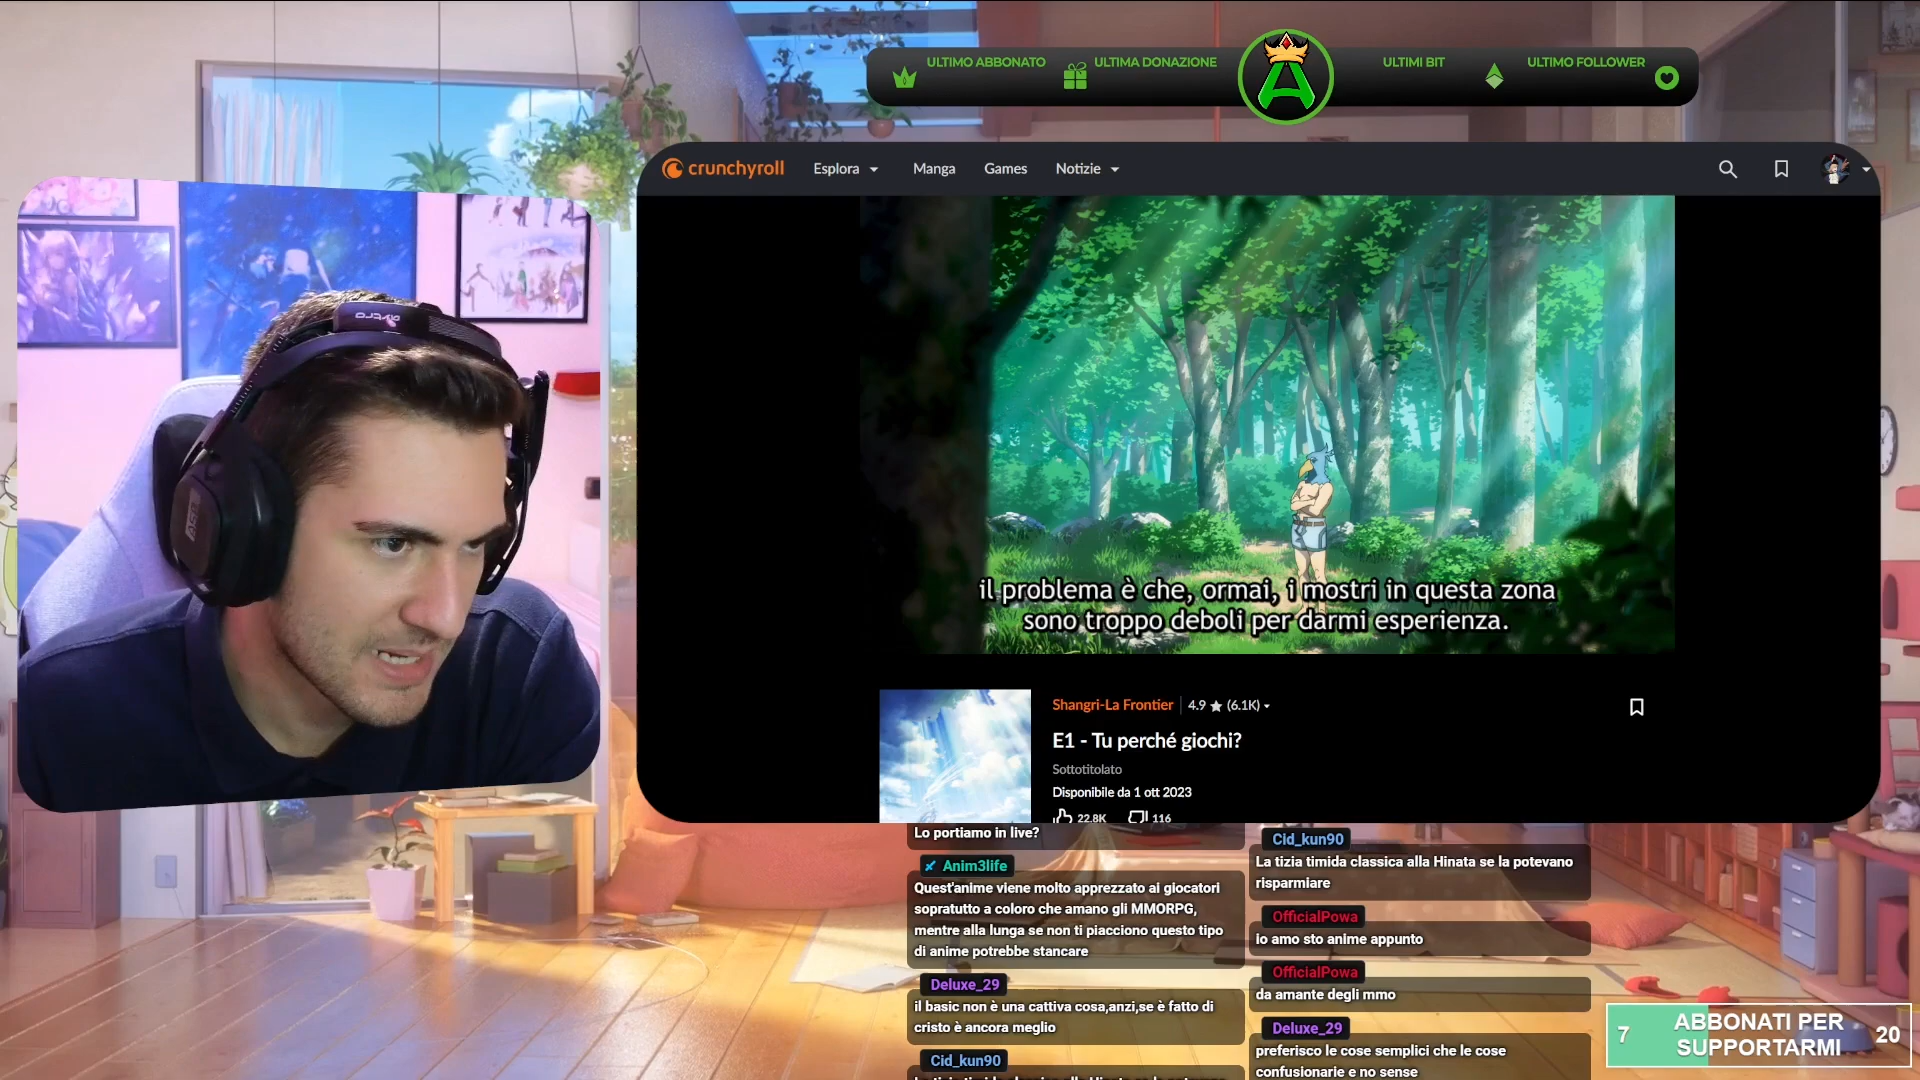 ULTIMO ABBONATO
ULTIMA DONAZIONE
ULTIMI BIT
ULTIMO FOLLOWER
crunchyroll
Esplora
Manga
Games
Notizie
astro
il problema è che, ormai, i mostri in questa zona
sono troppo deboli per darmi esperienza.
Shangri-La Frontier
4.9 ★ (6.1K)
E1 - Tu perché giochi?
Sottotitolato
Disponibile da 1 ott 2023
22.8K
116
Lo portiamo in live?
Anim3life
Quest'anime viene molto apprezzato ai giocatori
sopratutto a coloro che amano gli MMORPG,
mentre alla lunga se non ti piacciono questo tipo
di anime potrebbe stancare
Deluxe_29
il basic non è una cattiva cosa,anzi,se è fatto di
cristo è ancora meglio
Cid_kun90
Cid_kun90
La tizia timida classica alla Hinata se la potevano
risparmiare
OfficialPowa
io amo sto anime appunto
OfficialPowa
da amante degli mmo
Deluxe_29
preferisco le cose semplici che le cose
confusionarie e no sense
7
ABBONATI PER
SUPPORTARMI
20